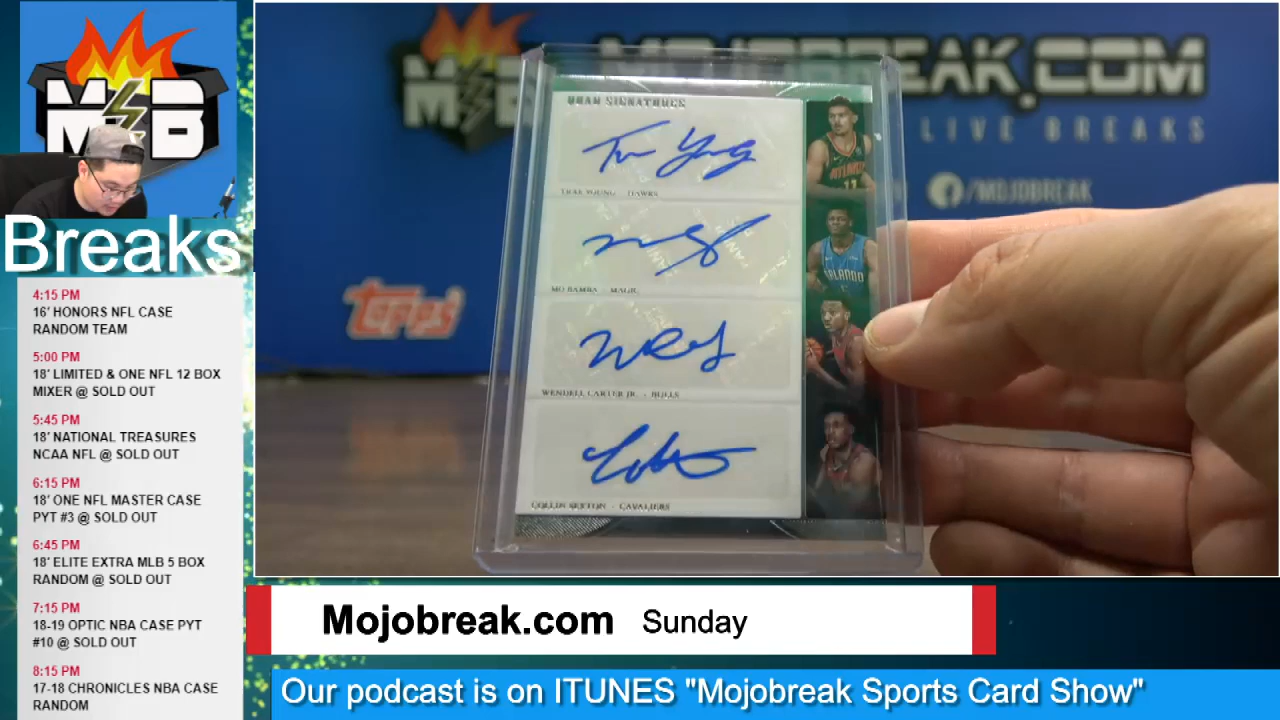 M B
Breaks
4:15 PM
16' HONORS NFL CASE
RANDOM TEAM
5:00 PM
18' LIMITED & ONE NFL 12 BOX
MIXER @ SOLD OUT
5:45 PM
18' NATIONAL TREASURES
NCAA NFL @ SOLD OUT
6:15 PM
18' ONE NFL MASTER CASE
PYT #3 @ SOLD OUT
6:45 PM
18' ELITE EXTRA MLB 5 BOX
RANDOM @ SOLD OUT
7:15 PM
18-19 OPTIC NBA CASE PYT
#10 @ SOLD OUT
8:15 PM
17-18 CHRONICLES NBA CASE
RANDOM
MOJOBREAK.COM
LIVE BREAKS
/MOJOBREAK
Topps
QUAD SIGNATURES
TRAE YOUNG - HAWKS
MO BAMBA - MAGIC
WENDELL CARTER JR. - BULLS
COLLIN SEXTON - CAVALIERS
ATLANTA
11
ORLANDO
Mojobreak.com Sunday
Our podcast is on ITUNES "Mojobreak Sports Card Show"